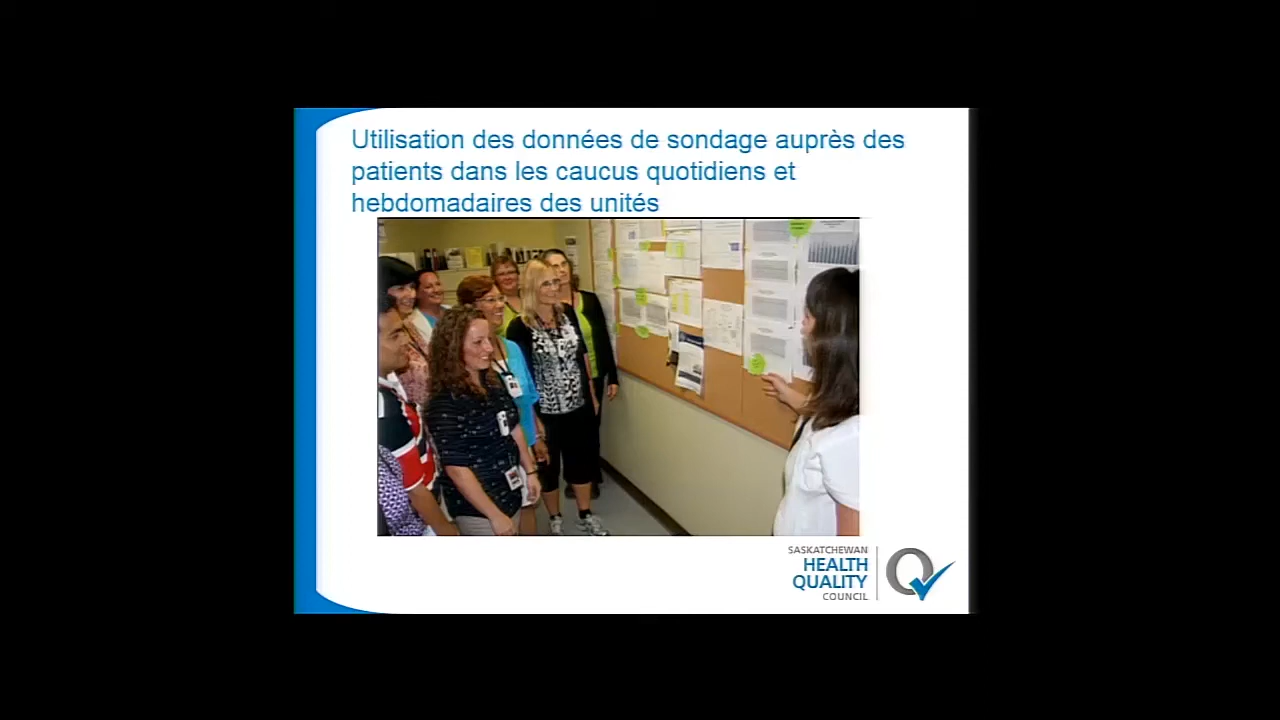 Utilisation des données de sondage auprès des
patients dans les caucus quotidiens et
hebdomadaires des unités
SASKATCHEWAN
HEALTH
QUALITY
COUNCIL